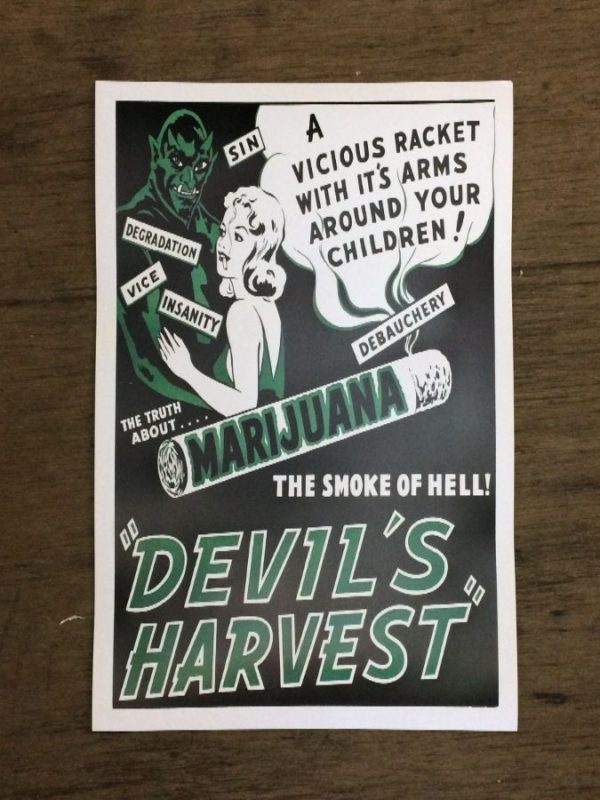 SIN
A
VICIOUS RACKET
WITH IT'S ARMS
AROUND YOUR
CHILDREN!
DEGRADATION
VICE
INSANITY
DEBAUCHERY
THE TRUTH
ABOUT....
MARIJUANA
THE SMOKE OF HELL!
"DEVIL'S
HARVEST"